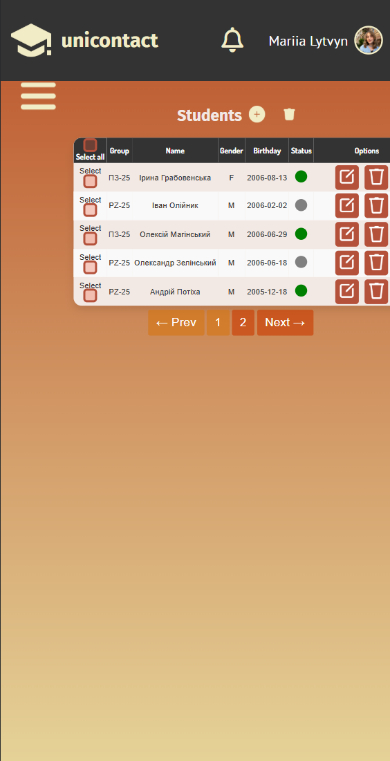 unicontact
Mariia Lytvyn
Students
Select all Group Name Gender Birthday Status Options
Select ПЗ-25 Ірина Грабовенська F 2006-08-13
Select PZ-25 Іван Олійник M 2006-02-02
Select ПЗ-25 Олексій Магінський M 2006-06-29
Select PZ-25 Олександр Зелінський M 2006-06-18
Select PZ-25 Андрій Потіха M 2005-12-18
← Prev 1 2 Next →